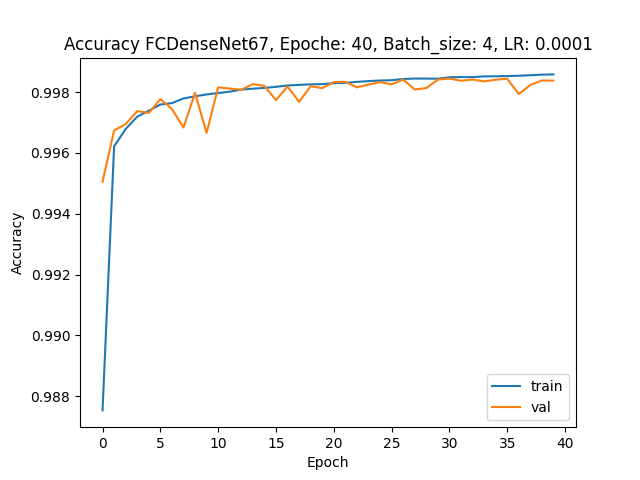 Accuracy FCDenseNet67, Epoche: 40, Batch_size: 4, LR: 0.0001
0.998
0.996
0.994
0.992
0.990
0.988
Accuracy
train
val
0 5 10 15 20 25 30 35 40
Epoch